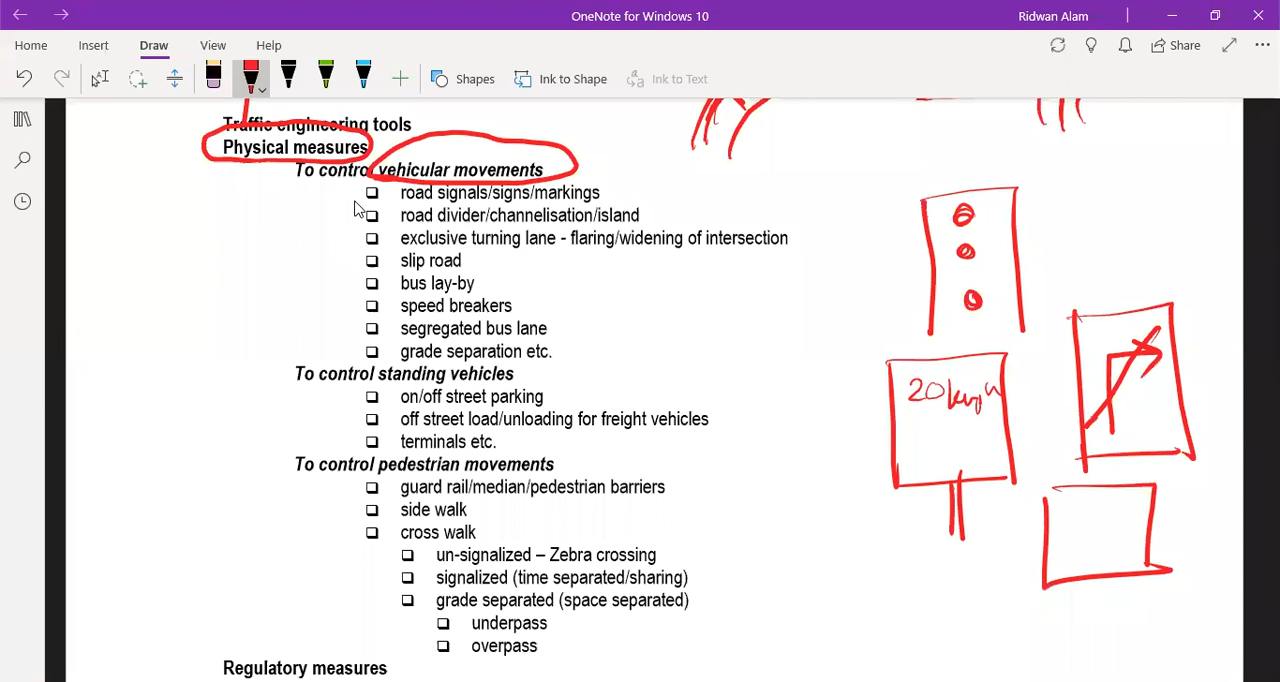 OneNote for Windows 10
Ridwan Alam
Home Insert Draw View Help
Share
Shapes Ink to Shape Ink to Text
Traffic engineering tools
Physical measures
To control vehicular movements
❑ road signals/signs/markings
❑ road divider/channelisation/island
❑ exclusive turning lane - flaring/widening of intersection
❑ slip road
❑ bus lay-by
❑ speed breakers
❑ segregated bus lane
❑ grade separation etc.
To control standing vehicles
❑ on/off street parking
❑ off street load/unloading for freight vehicles
❑ terminals etc.
To control pedestrian movements
❑ guard rail/median/pedestrian barriers
❑ side walk
❑ cross walk
❑ un-signalized – Zebra crossing
❑ signalized (time separated/sharing)
❑ grade separated (space separated)
❑ underpass
❑ overpass
Regulatory measures
20